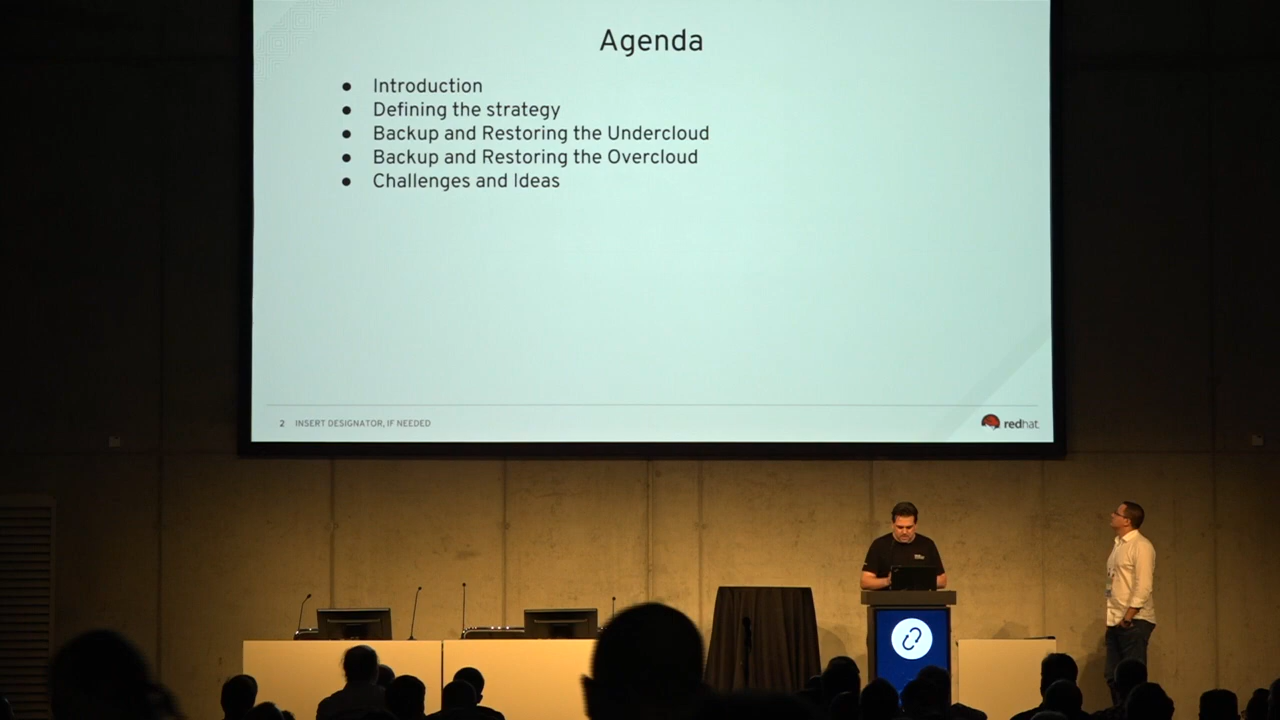 Agenda
● Introduction
● Defining the strategy
● Backup and Restoring the Undercloud
● Backup and Restoring the Overcloud
● Challenges and Ideas
2 INSERT DESIGNATOR, IF NEEDED
redhat.